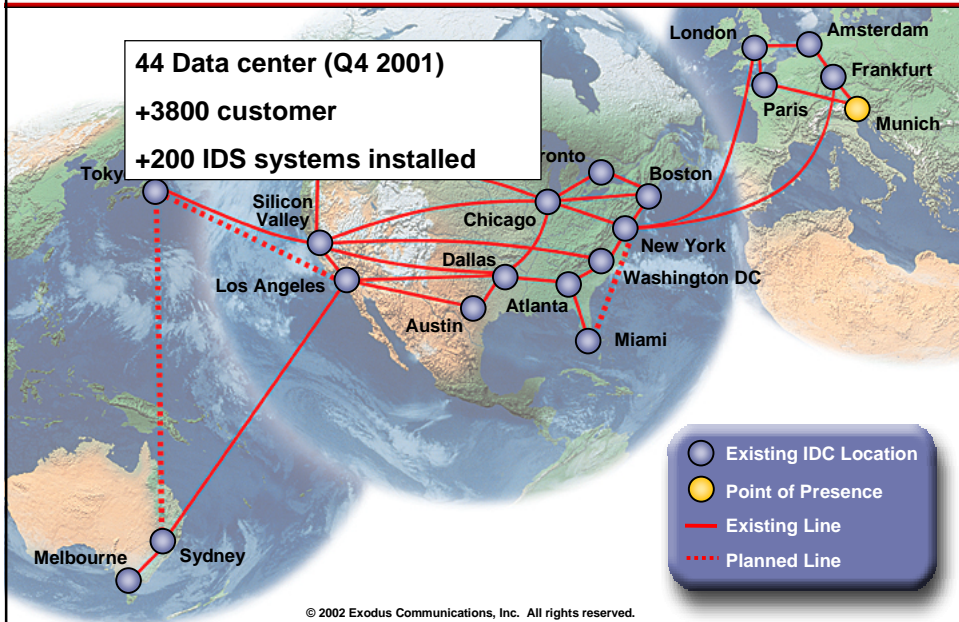 44 Data center (Q4 2001)
+3800 customer
+200 IDS systems installed
London
Amsterdam
Frankfurt
Paris
Munich
Toky
ronto
Boston
Silicon
Valley
Chicago
New York
Dallas
Washington DC
Los Angeles
Atlanta
Austin
Miami
Existing IDC Location
Point of Presence
Existing Line
Planned Line
Melbourne
Sydney
© 2002 Exodus Communications, Inc. All rights reserved.